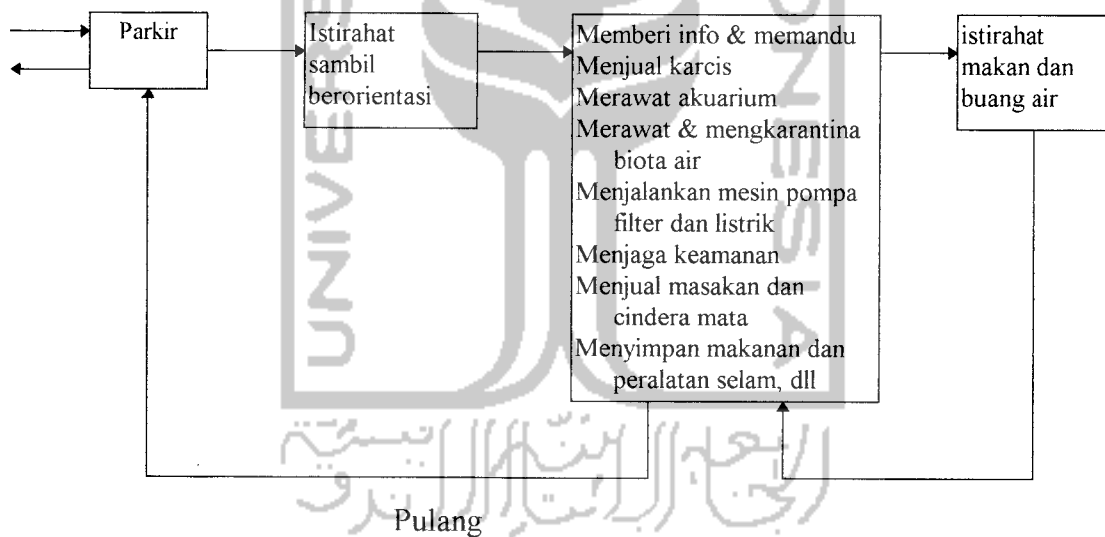 Parkir
Istirahat
sambil
berorientasi
Memberi info & memandu
Menjual karcis
Merawat akuarium
Merawat & mengkarantina
biota air
Menjalankan mesin pompa
filter dan listrik
Menjaga keamanan
Menjual masakan dan
cindera mata
Menyimpan makanan dan
peralatan selam, dll
istirahat
makan dan
buang air
Pulang
UNIVER
ONESIA